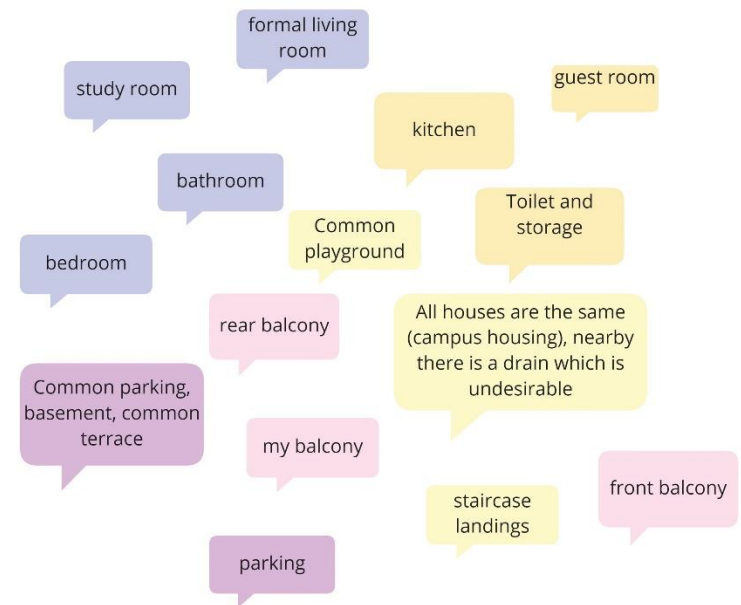 formal living
room
study room
guest room
kitchen
bathroom
Toilet and
storage
Common
playground
bedroom
rear balcony
All houses are the same
(campus housing), nearby
there is a drain which is
undesirable
Common parking,
basement, common
terrace
my balcony
front balcony
staircase
landings
parking